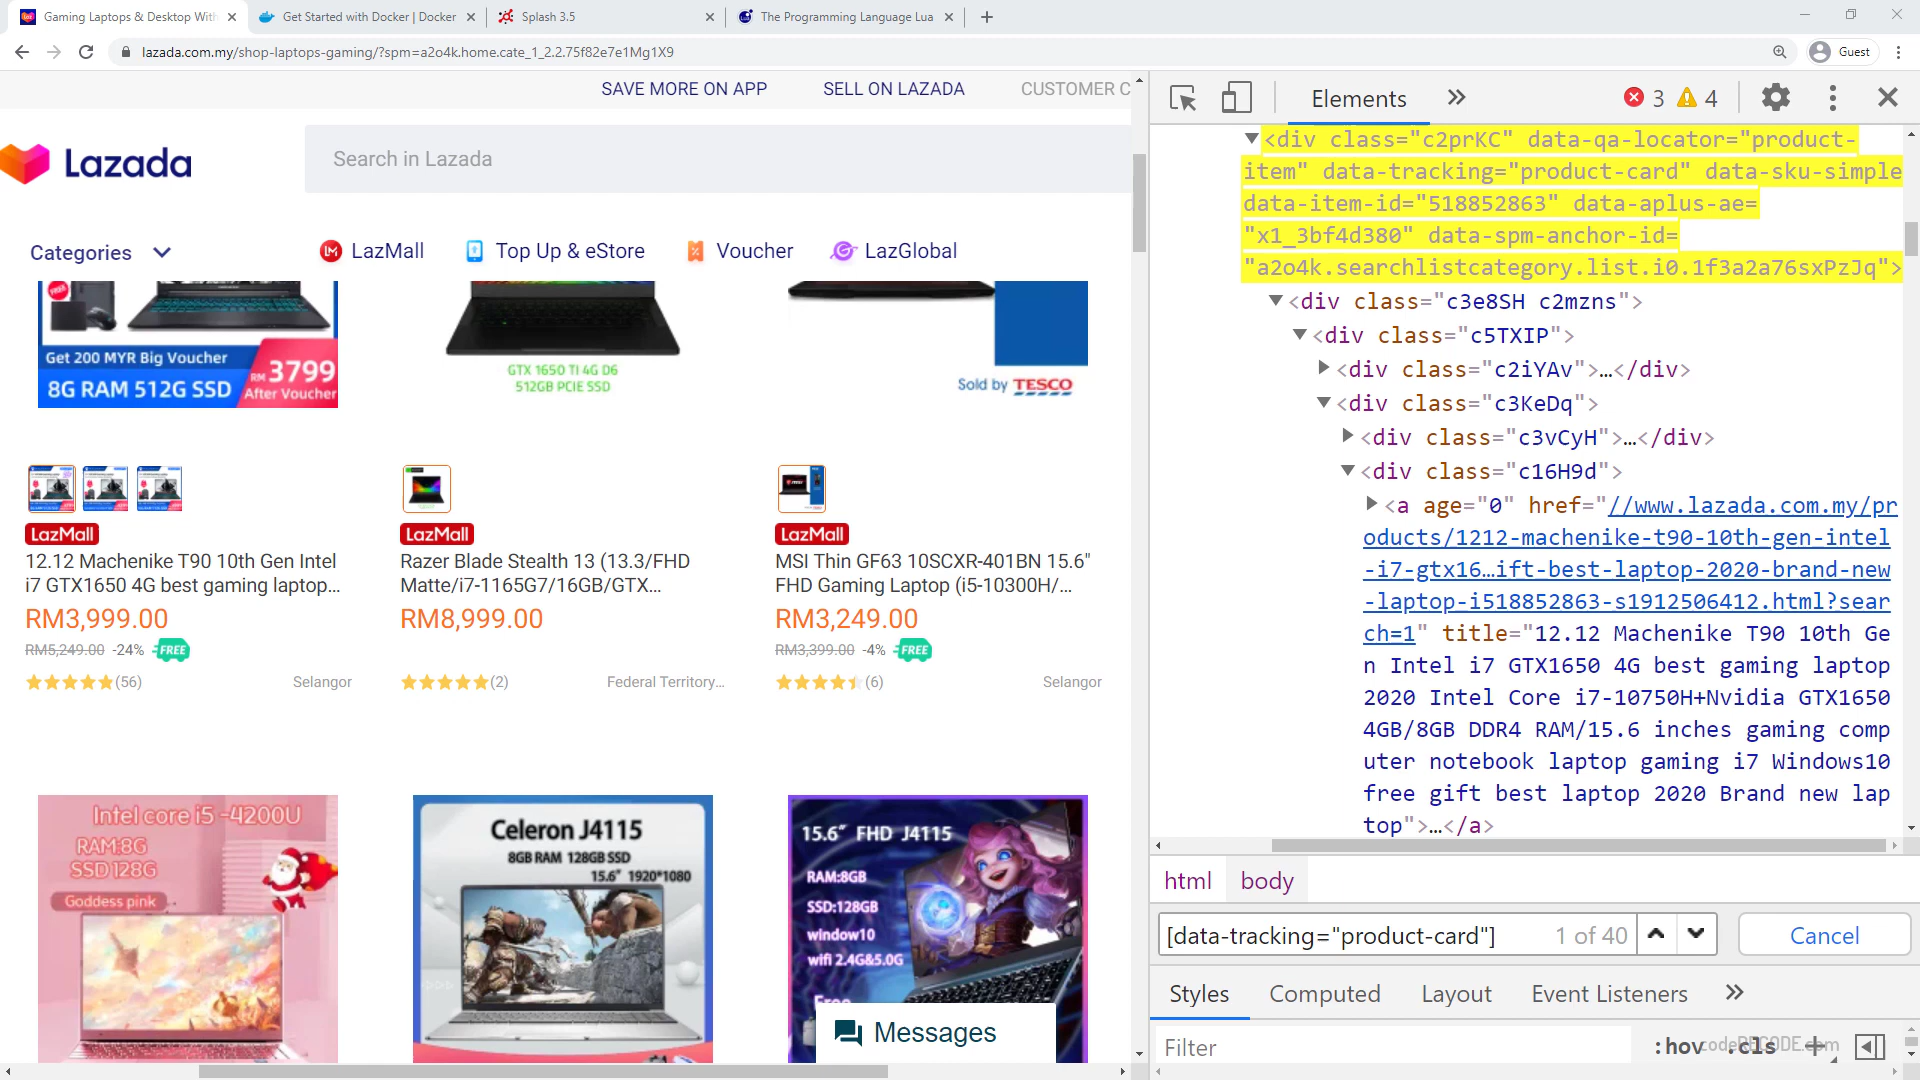 Gaming Laptops & Desktop With
Get Started with Docker | Docker
Splash 3.5
The Programming Language Lua
lazada.com.my/shop-laptops-gaming/?spm=a2o4k.home.cate_1_2.2.75f82e7e1Mg1X9
Guest
SAVE MORE ON APP
SELL ON LAZADA
CUSTOMER C
Lazada
Search in Lazada
Categories
LazMall
Top Up & eStore
Voucher
LazGlobal
FREE
Get 200 MYR Big Voucher
8G RAM 512G SSD
RM 3799
After Voucher
GTX 1650 TI 4G D6
512GB PCIE SSD
Sold by TESCO
LazMall
12.12 Machenike T90 10th Gen Intel
i7 GTX1650 4G best gaming laptop...
RM3,999.00
RM5,249.00 -24% FREE
(56)
Selangor
LazMall
Razer Blade Stealth 13 (13.3/FHD
Matte/i7-1165G7/16GB/GTX...
RM8,999.00
(2)
Federal Territory...
LazMall
MSI Thin GF63 10SCXR-401BN 15.6"
FHD Gaming Laptop (i5-10300H/...
RM3,249.00
RM3,399.00 -4% FREE
(6)
Selangor
Intel core i5 -4200U
RAM:8G
SSD:128G
Goddess pink
Celeron J4115
8GB RAM 128GB SSD
15.6" 1920*1080
15.6" FHD J4115
RAM:8GB
SSD:128GB
window10
wifi 2.4G&5.0G
Free
Messages
Elements
3
4
<div class="c2prKC" data-qa-locator="product-
item" data-tracking="product-card" data-sku-simple
data-item-id="518852863" data-aplus-ae=
"x1_3bf4d380" data-spm-anchor-id=
"a2o4k.searchlistcategory.list.i0.1f3a2a76sxPzJq">
<div class="c3e8SH c2mzns">
<div class="c5TXIP">
<div class="c2iYAv">…</div>
<div class="c3KeDq">
<div class="c3vCyH">…</div>
<div class="c16H9d">
<a age="0" href="//www.lazada.com.my/pr
oducts/1212-machenike-t90-10th-gen-intel
-i7-gtx16…ift-best-laptop-2020-brand-new
-laptop-i518852863-s1912506412.html?sear
ch=1" title="12.12 Machenike T90 10th Ge
n Intel i7 GTX1650 4G best gaming laptop
2020 Intel Core i7-10750H+Nvidia GTX1650
4GB/8GB DDR4 RAM/15.6 inches gaming comp
uter notebook laptop gaming i7 Windows10
free gift best laptop 2020 Brand new lap
top">…</a>
html
body
[data-tracking="product-card"]
1 of 40
Cancel
Styles
Computed
Layout
Event Listeners
Filter
:hov
.cls
codeRECODE.com